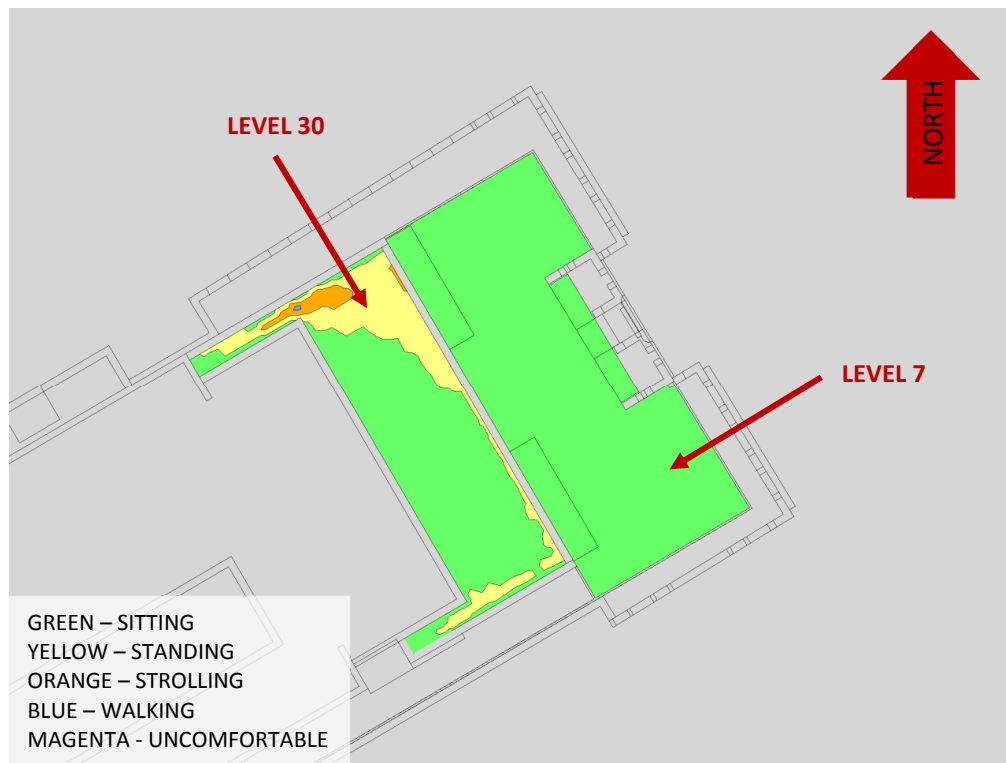 LEVEL 30
NORTH
LEVEL 7
GREEN – SITTING
YELLOW – STANDING
ORANGE – STROLLING
BLUE – WALKING
MAGENTA - UNCOMFORTABLE